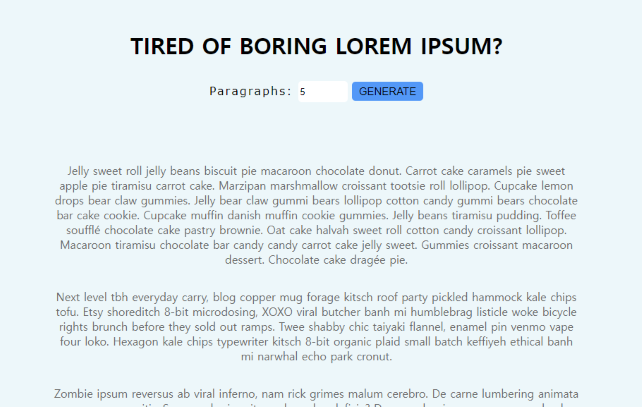 TIRED OF BORING LOREM IPSUM?
Paragraphs: 5 GENERATE
Jelly sweet roll jelly beans biscuit pie macaroon chocolate donut. Carrot cake caramels pie sweet
apple pie tiramisu carrot cake. Marzipan marshmallow croissant tootsie roll lollipop. Cupcake lemon
drops bear claw gummies. Jelly bear claw gummi bears lollipop cotton candy gummi bears chocolate
bar cake cookie. Cupcake muffin danish muffin cookie gummies. Jelly beans tiramisu pudding. Toffee
soufflé chocolate cake pastry brownie. Oat cake halvah sweet roll cotton candy croissant lollipop.
Macaroon tiramisu chocolate bar candy candy carrot cake jelly sweet. Gummies croissant macaroon
dessert. Chocolate cake dragée pie.
Next level tbh everyday carry, blog copper mug forage kitsch roof party pickled hammock kale chips
tofu. Etsy shoreditch 8-bit microdosing, XOXO viral butcher banh mi humblebrag listicle woke bicycle
rights brunch before they sold out ramps. Twee shabby chic taiyaki flannel, enamel pin venmo vape
four loko. Hexagon kale chips typewriter kitsch 8-bit organic plaid small batch keffiyeh ethical banh
mi narwhal echo park cronut.
Zombie ipsum reversus ab viral inferno, nam rick grimes malum cerebro. De carne lumbering animata